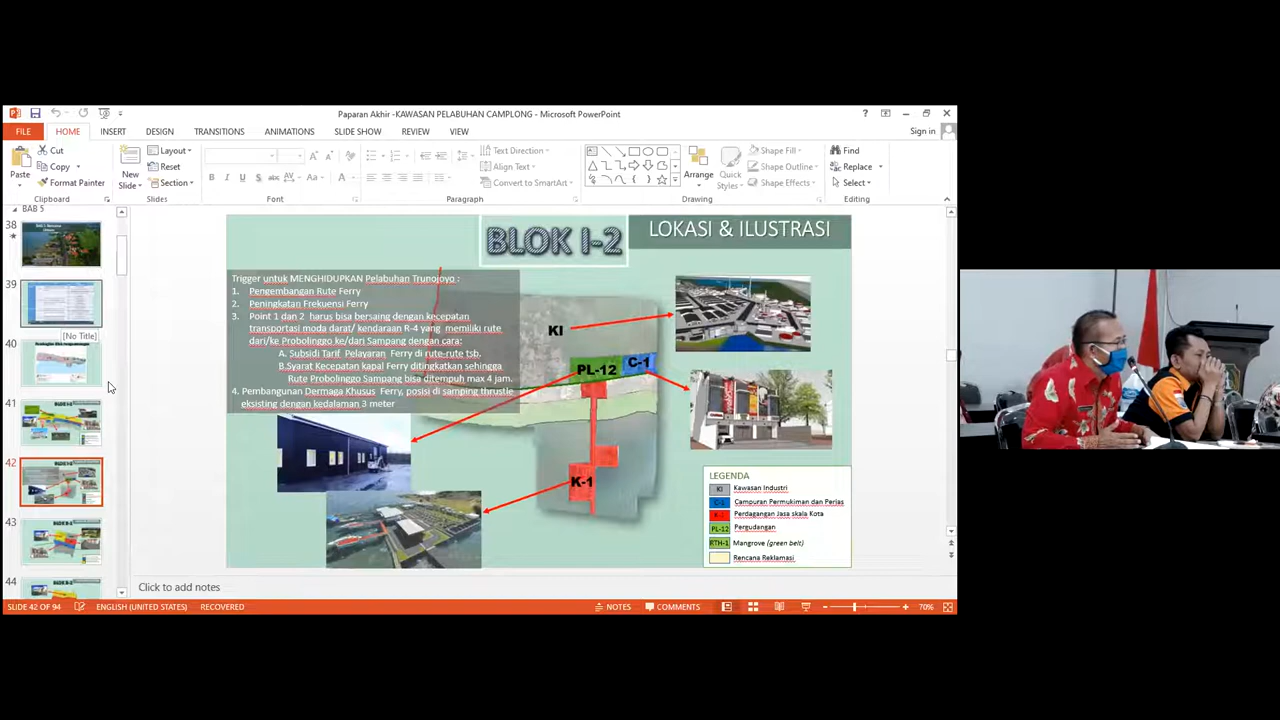 Paparan Akhir -KAWASAN PELABUHAN CAMPLONG - Microsoft PowerPoint
Sign in
FILE HOME INSERT DESIGN TRANSITIONS ANIMATIONS SLIDE SHOW REVIEW VIEW
Paste
Cut
Copy
Format Painter
Clipboard
New
Slide
Layout
Reset
Section
Slides
Font
Text Direction
Align Text
Convert to SmartArt
Paragraph
Arrange
Quick
Styles
Shape Fill
Shape Outline
Shape Effects
Drawing
Find
Replace
Select
Editing
BAB 5
38
39
[No Title]
40
41
42
43
44
BLOK I-2
LOKASI & ILUSTRASI
Trigger untuk MENGHIDUPKAN Pelabuhan Trunojoyo :
1. Pengembangan Rute Ferry
2. Peningkatan Frekuensi Ferry
3. Point 1 dan 2 harus bisa bersaing dengan kecepatan
transportasi moda darat/ kendaraan R-4 yang memiliki rute
dari/ke Probolinggo ke/dari Sampang dengan cara:
A. Subsidi Tarif Pelayaran Ferry di rute-rute tsb.
B.Syarat Kecepatan kapal Ferry ditingkatkan sehingga
Rute Probolinggo Sampang bisa ditempuh max 4 jam.
4. Pembangunan Dermaga Khusus Ferry, posisi di samping thrustle
eksisting dengan kedalaman 3 meter
KI
PL-12
C-1
K-1
LEGENDA
KI Kawasan Industri
C-1 Campuran Permukiman dan Perjas
K-1 Perdagangan Jasa skala Kota
PL-12 Pergudangan
RTH-1 Mangrove (green belt)
Rencana Reklamasi
Click to add notes
SLIDE 42 OF 94 ENGLISH (UNITED STATES) RECOVERED NOTES COMMENTS 70%